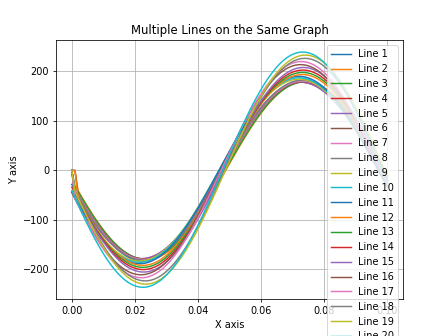 Multiple Lines on the Same Graph
Y axis
200
100
0
−100
−200
0.00
0.02
0.04
0.06
X axis
Line 1
Line 2
Line 3
Line 4
Line 5
Line 6
Line 7
Line 8
Line 9
Line 10
Line 11
Line 12
Line 13
Line 14
Line 15
Line 16
Line 17
Line 18
Line 19
Line 20